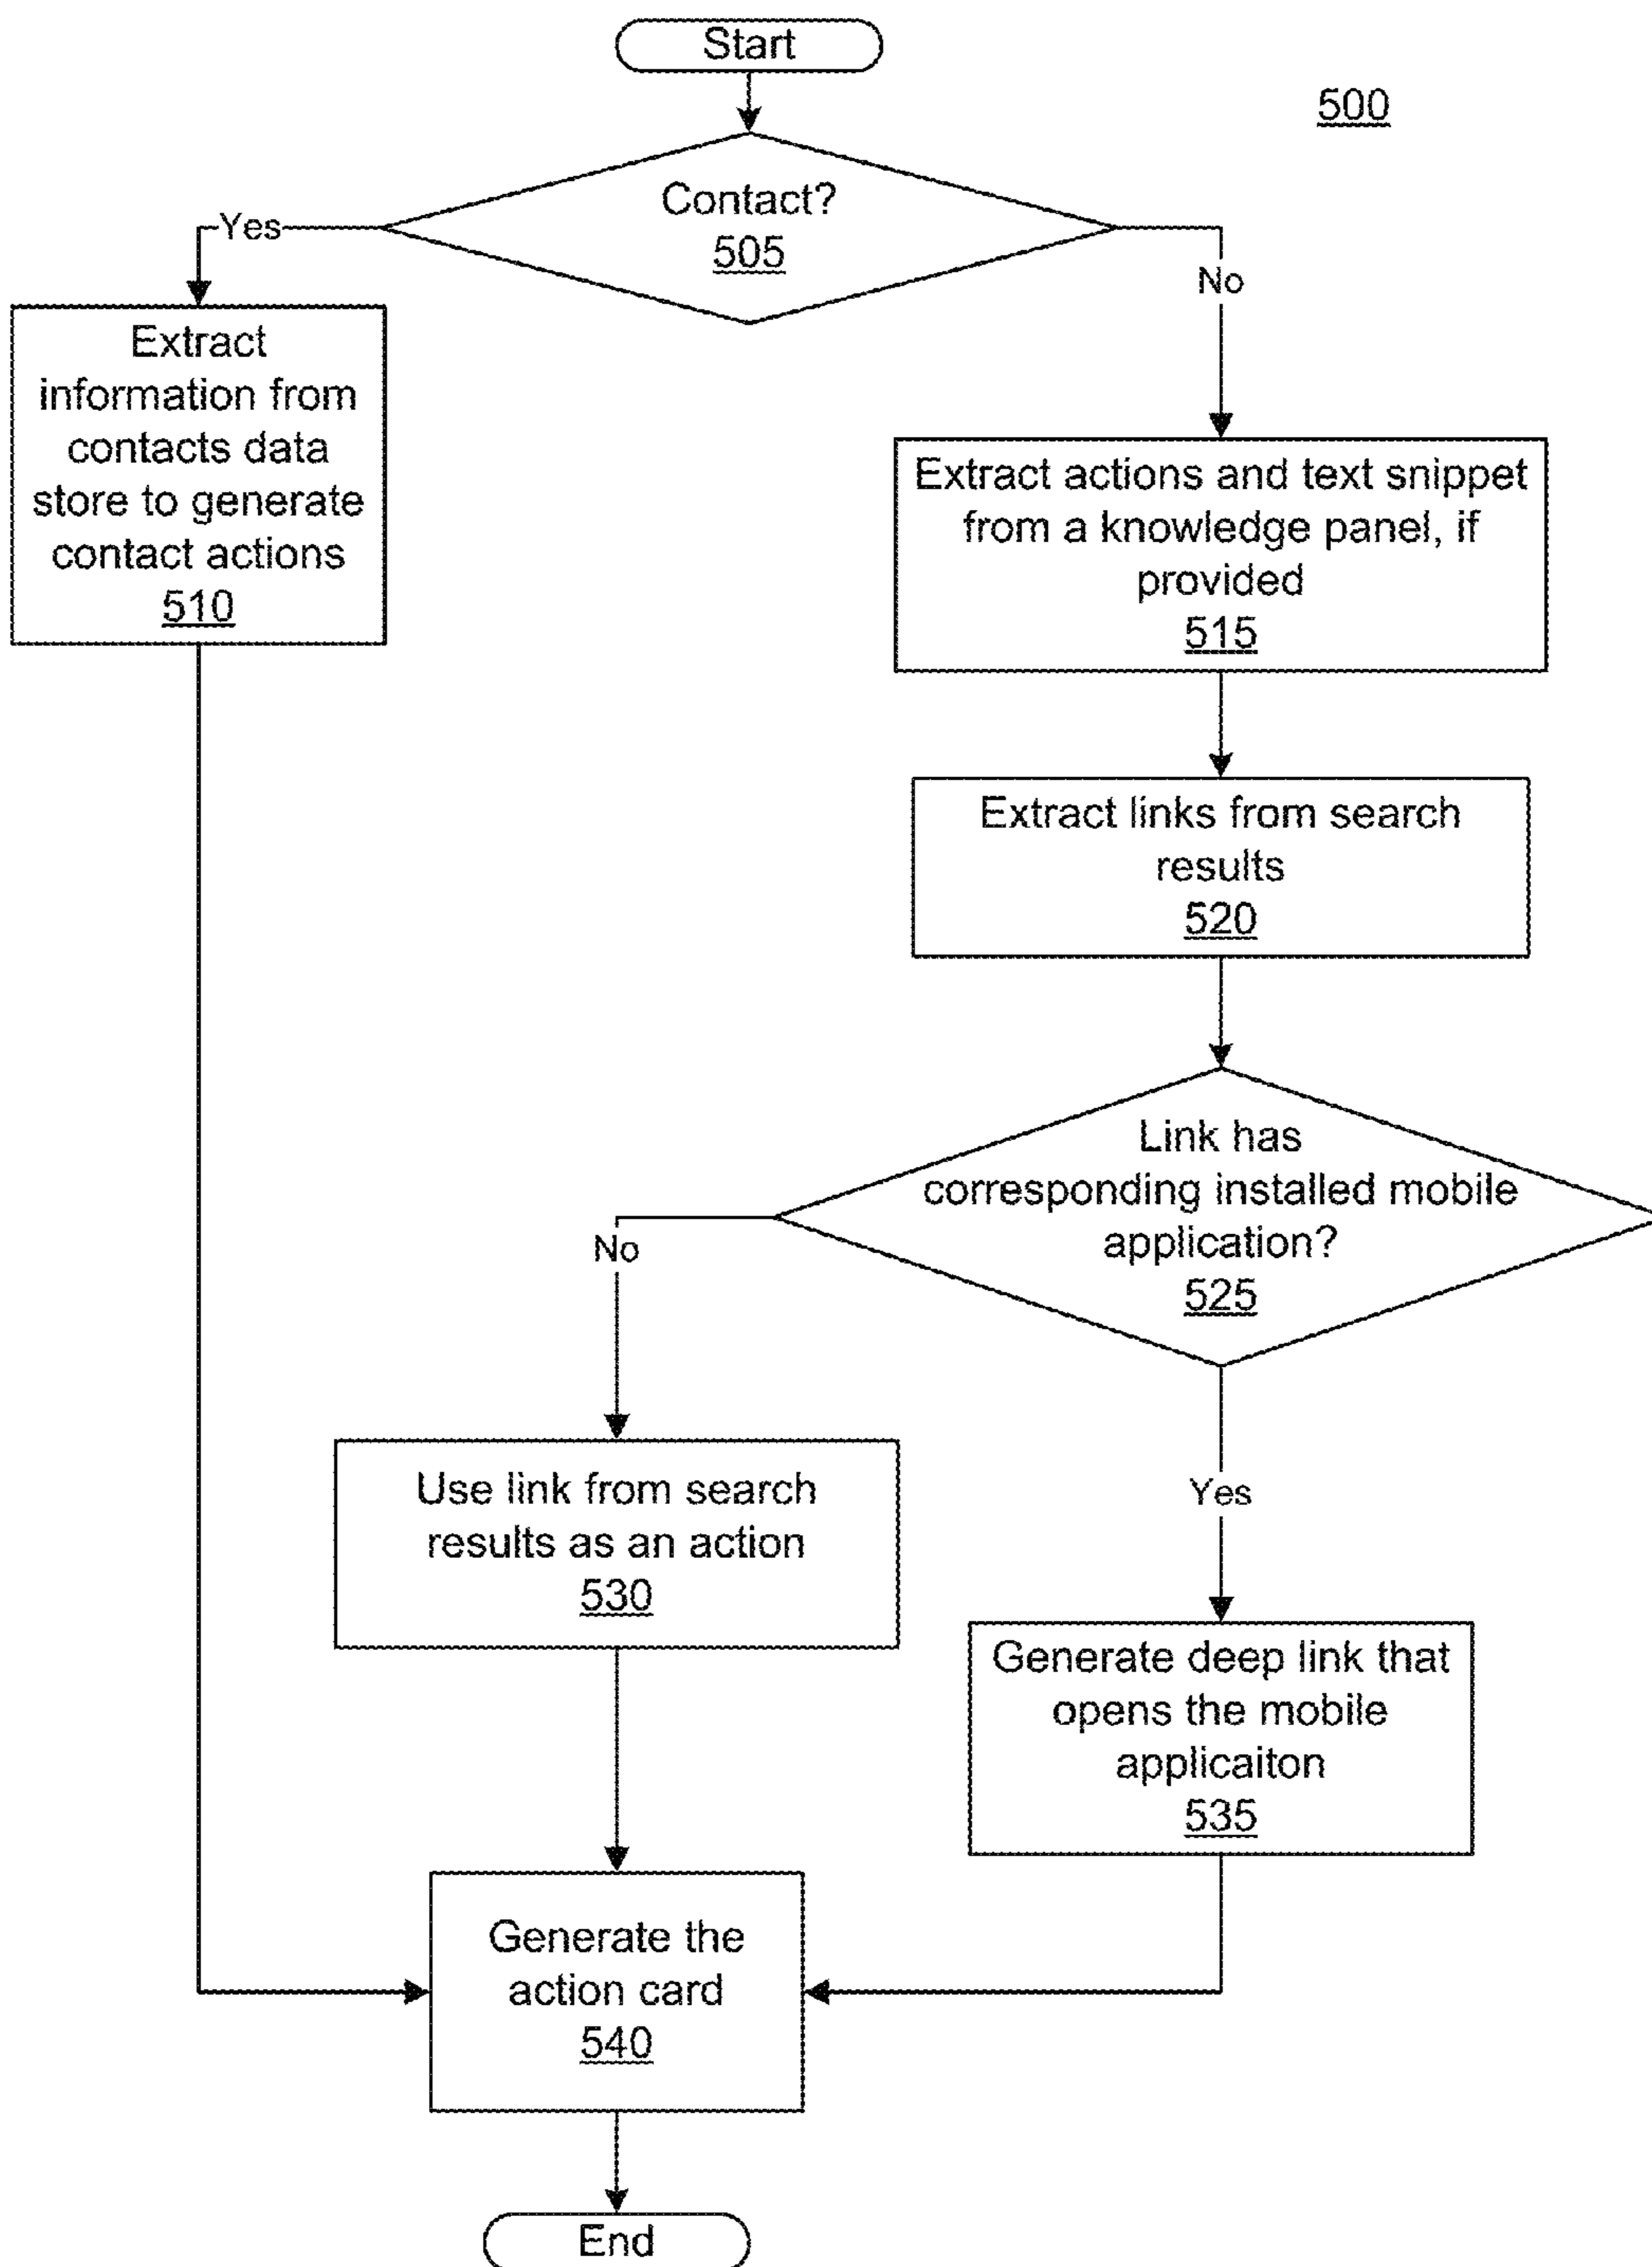 Start
500
Contact?
505
Yes
No
Extract
information from
contacts data
store to generate
contact actions
510
Extract actions and text snippet
from a knowledge panel, if
provided
515
Extract links from search
results
520
Link has
corresponding installed mobile
application?
525
No
Yes
Use link from search
results as an action
530
Generate deep link that
opens the mobile
applicaiton
535
Generate the
action card
540
End